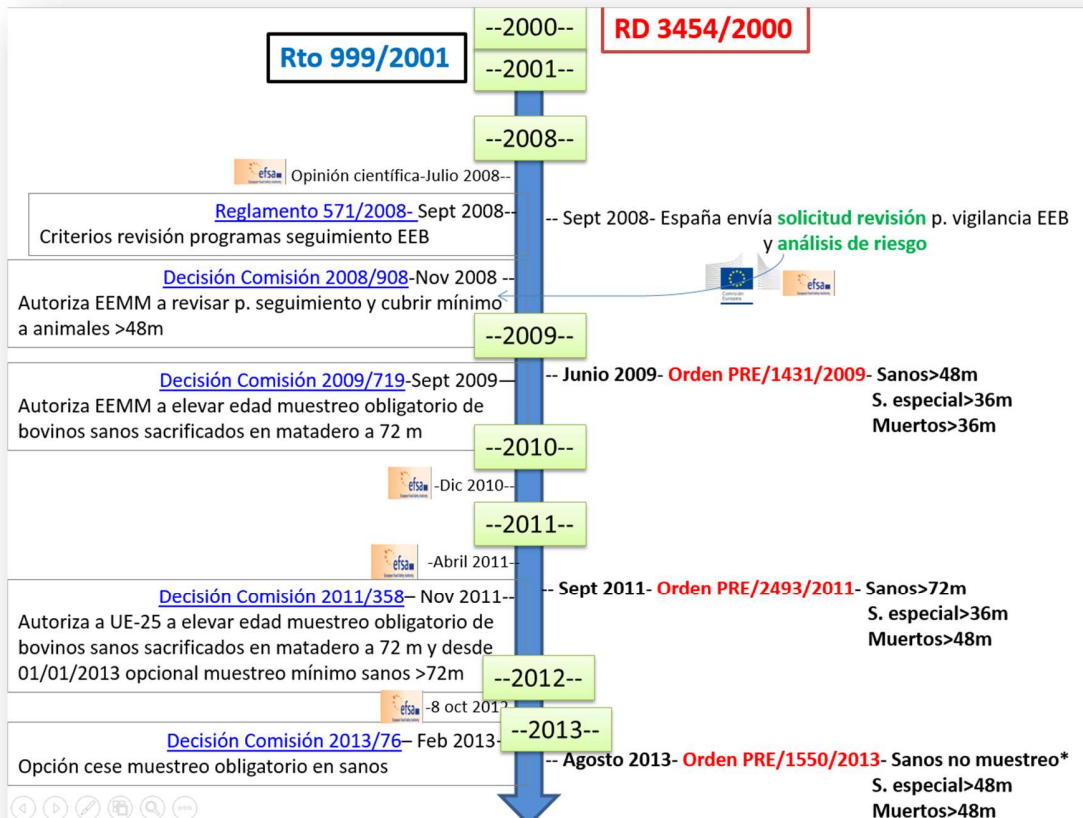 --2000--
RD 3454/2000
Rto 999/2001
--2001--
--2008--
efsa Opinión científica-Julio 2008--
Reglamento 571/2008- Sept 2008--
Criterios revisión programas seguimiento EEB
-- Sept 2008- España envía solicitud revisión p. vigilancia EEB
y análisis de riesgo
Comisión
Europea
efsa
Decisión Comisión 2008/908-Nov 2008 --
Autoriza EEMM a revisar p. seguimiento y cubrir mínimo
a animales >48m
--2009--
Decisión Comisión 2009/719-Sept 2009—
Autoriza EEMM a elevar edad muestreo obligatorio de
bovinos sanos sacrificados en matadero a 72 m
-- Junio 2009- Orden PRE/1431/2009- Sanos>48m
S. especial>36m
Muertos>36m
--2010--
efsa -Dic 2010--
--2011--
efsa -Abril 2011--
Decisión Comisión 2011/358– Nov 2011--
Autoriza a UE-25 a elevar edad muestreo obligatorio de
bovinos sanos sacrificados en matadero a 72 m y desde
01/01/2013 opcional muestreo mínimo sanos >72m
-- Sept 2011- Orden PRE/2493/2011- Sanos>72m
S. especial>36m
Muertos>48m
--2012--
efsa -8 oct 2012
--2013--
Decisión Comisión 2013/76– Feb 2013-
Opción cese muestreo obligatorio en sanos
-- Agosto 2013- Orden PRE/1550/2013- Sanos no muestreo*
S. especial>48m
Muertos>48m